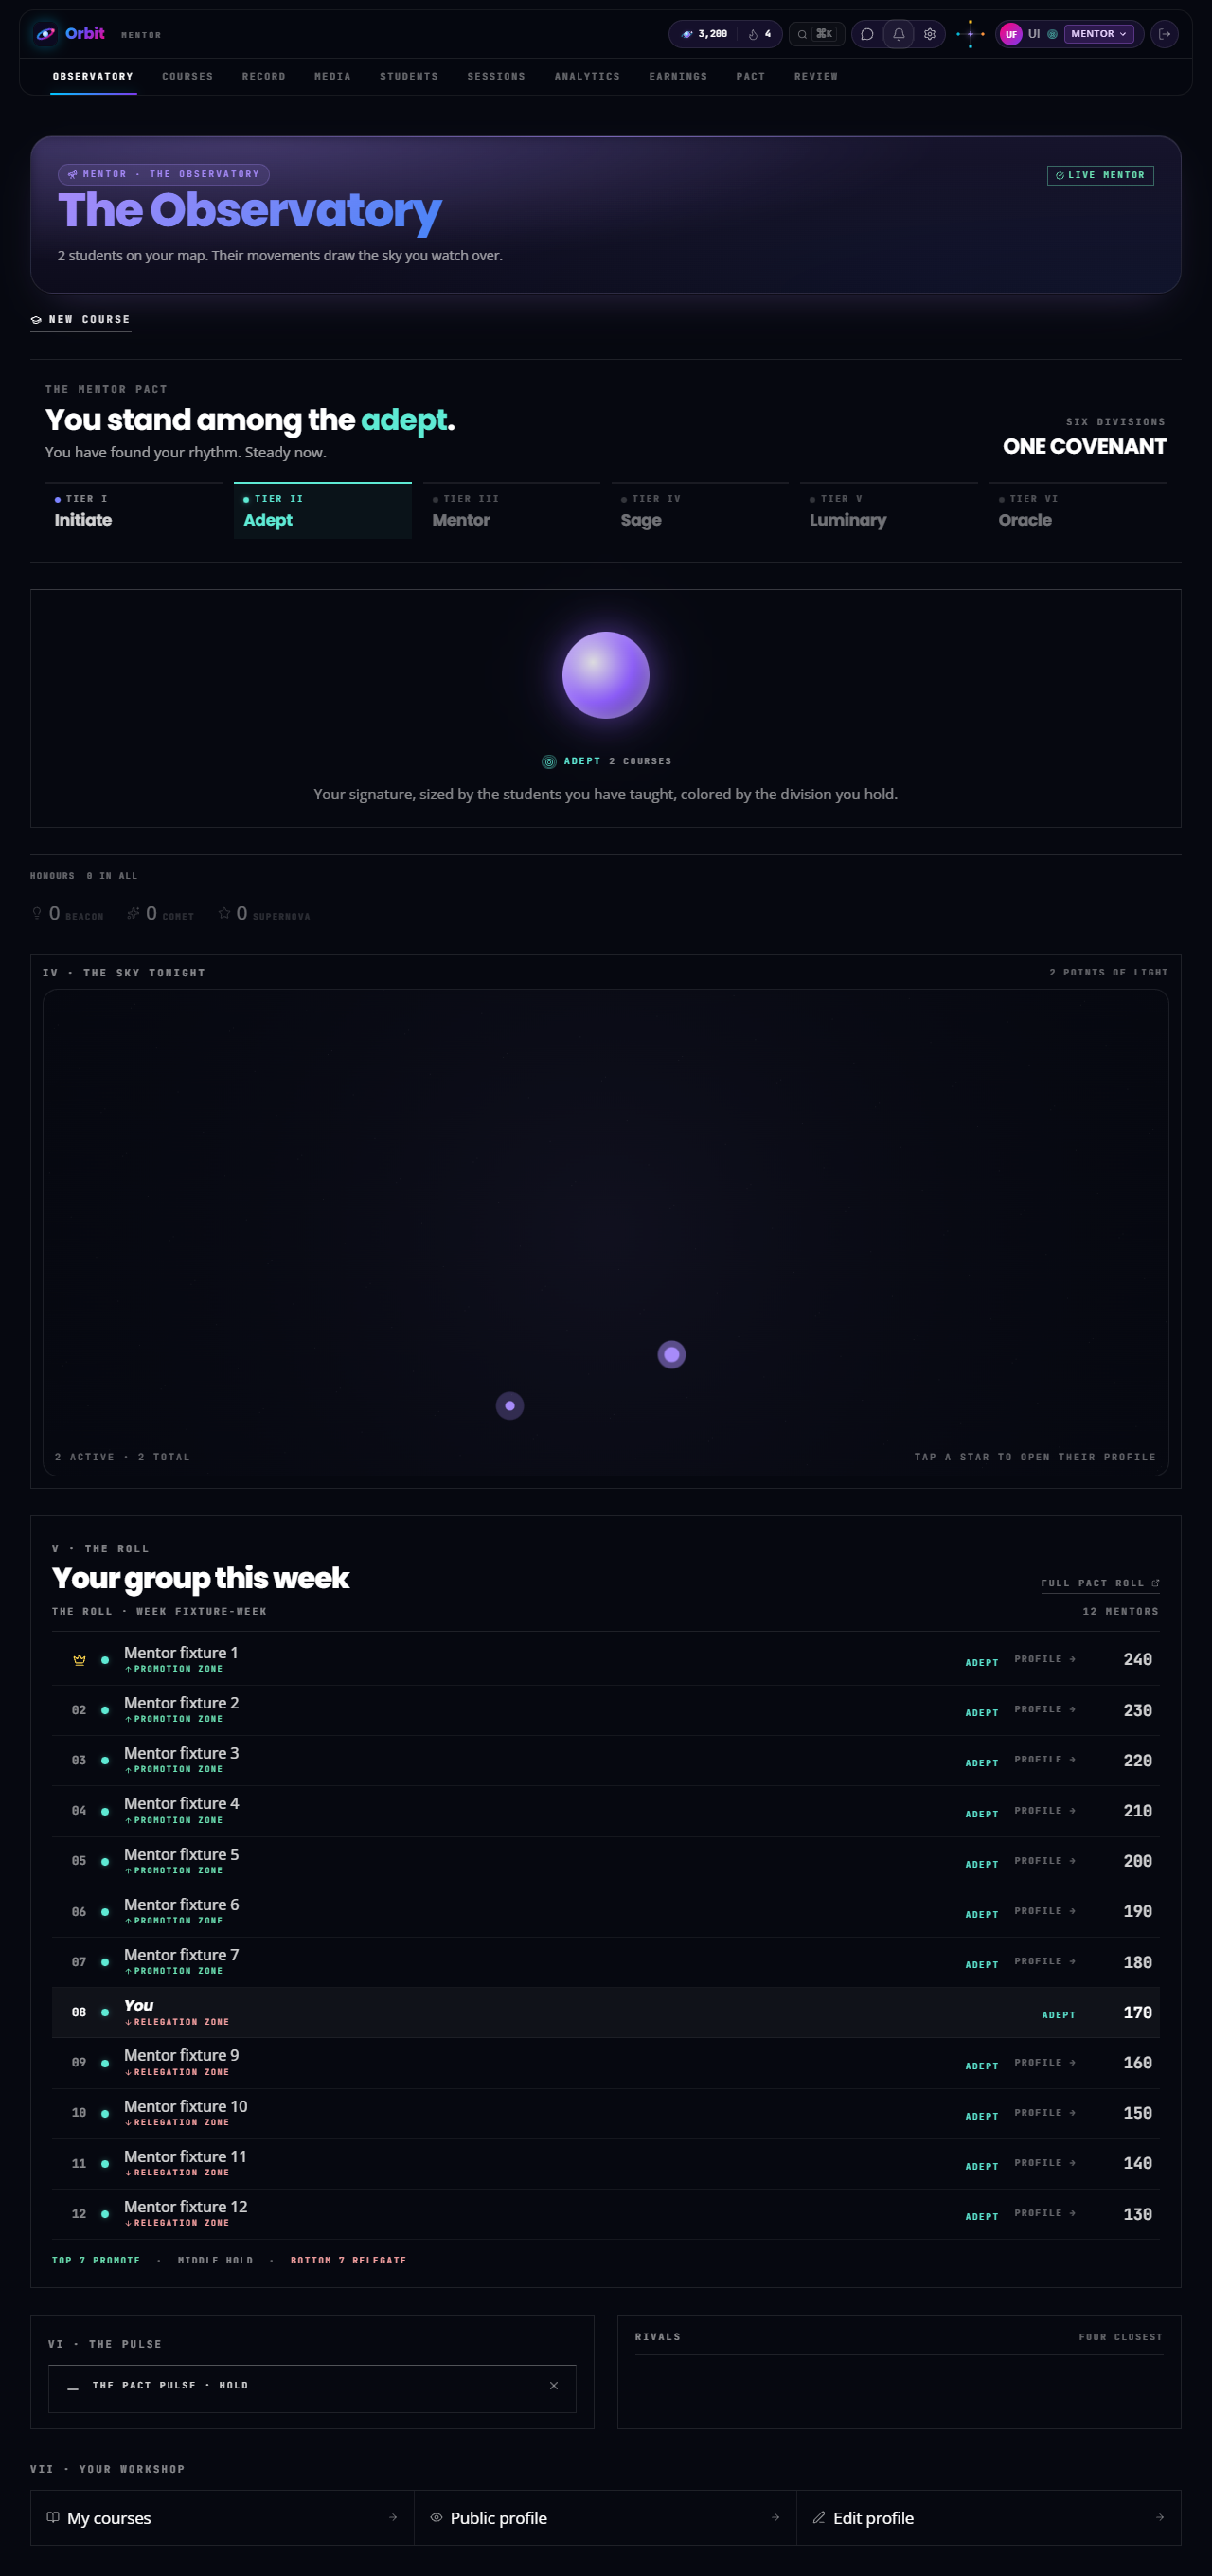 Orbit MENTOR 3,200 4 ⌘K UF UI MENTOR
OBSERVATORY COURSES RECORD MEDIA STUDENTS SESSIONS ANALYTICS EARNINGS PACT REVIEW
MENTOR · THE OBSERVATORY
LIVE MENTOR
The Observatory
2 students on your map. Their movements draw the sky you watch over.
NEW COURSE
THE MENTOR PACT
You stand among the adept.
You have found your rhythm. Steady now.
SIX DIVISIONS
ONE COVENANT
TIER I TIER II TIER III TIER IV TIER V TIER VI
Initiate Adept Mentor Sage Luminary Oracle
ADEPT 2 COURSES
Your signature, sized by the students you have taught, colored by the division you hold.
HONOURS 0 IN ALL
0 BEACON 0 COMET 0 SUPERNOVA
IV · THE SKY TONIGHT 2 POINTS OF LIGHT
2 ACTIVE · 2 TOTAL TAP A STAR TO OPEN THEIR PROFILE
V · THE ROLL
Your group this week
FULL PACT ROLL
THE ROLL · WEEK FIXTURE-WEEK 12 MENTORS
Mentor fixture 1
↑ PROMOTION ZONE
ADEPT PROFILE → 240
02 Mentor fixture 2
↑ PROMOTION ZONE
ADEPT PROFILE → 230
03 Mentor fixture 3
↑ PROMOTION ZONE
ADEPT PROFILE → 220
04 Mentor fixture 4
↑ PROMOTION ZONE
ADEPT PROFILE → 210
05 Mentor fixture 5
↑ PROMOTION ZONE
ADEPT PROFILE → 200
06 Mentor fixture 6
↑ PROMOTION ZONE
ADEPT PROFILE → 190
07 Mentor fixture 7
↑ PROMOTION ZONE
ADEPT PROFILE → 180
08 You
↓ RELEGATION ZONE
ADEPT 170
09 Mentor fixture 9
↓ RELEGATION ZONE
ADEPT PROFILE → 160
10 Mentor fixture 10
↓ RELEGATION ZONE
ADEPT PROFILE → 150
11 Mentor fixture 11
↓ RELEGATION ZONE
ADEPT PROFILE → 140
12 Mentor fixture 12
↓ RELEGATION ZONE
ADEPT PROFILE → 130
TOP 7 PROMOTE · MIDDLE HOLD · BOTTOM 7 RELEGATE
VI · THE PULSE
THE PACT PULSE · HOLD
RIVALS FOUR CLOSEST
VII · YOUR WORKSHOP
My courses → Public profile → Edit profile →